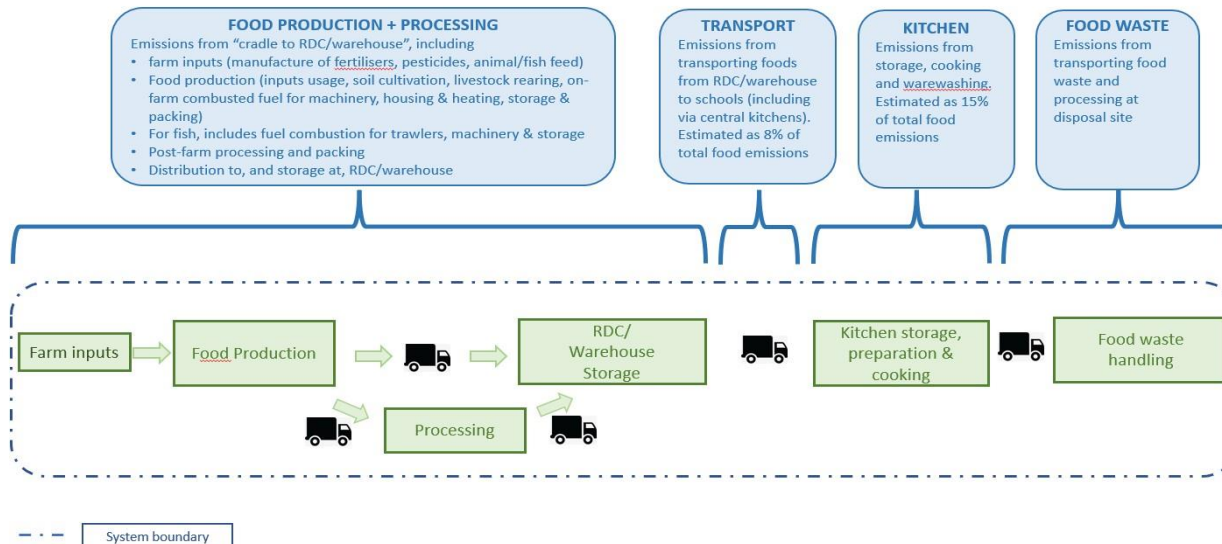 FOOD PRODUCTION + PROCESSING
Emissions from “cradle to RDC/warehouse”, including
• farm inputs (manufacture of fertilisers, pesticides, animal/fish feed)
• Food production (inputs usage, soil cultivation, livestock rearing, on-
farm combusted fuel for machinery, housing & heating, storage &
packing)
• For fish, includes fuel combustion for trawlers, machinery & storage
• Post-farm processing and packing
• Distribution to, and storage at, RDC/warehouse
TRANSPORT
Emissions from
transporting foods
from RDC/warehouse
to schools (including
via central kitchens).
Estimated as 8% of
total food emissions
KITCHEN
Emissions from
storage, cooking
and warewashing.
Estimated as 15%
of total food
emissions
FOOD WASTE
Emissions from
transporting food
waste and
processing at
disposal site
Farm inputs
Food Production
RDC/
Warehouse
Storage
Processing
Kitchen storage,
preparation &
cooking
Food waste
handling
System boundary